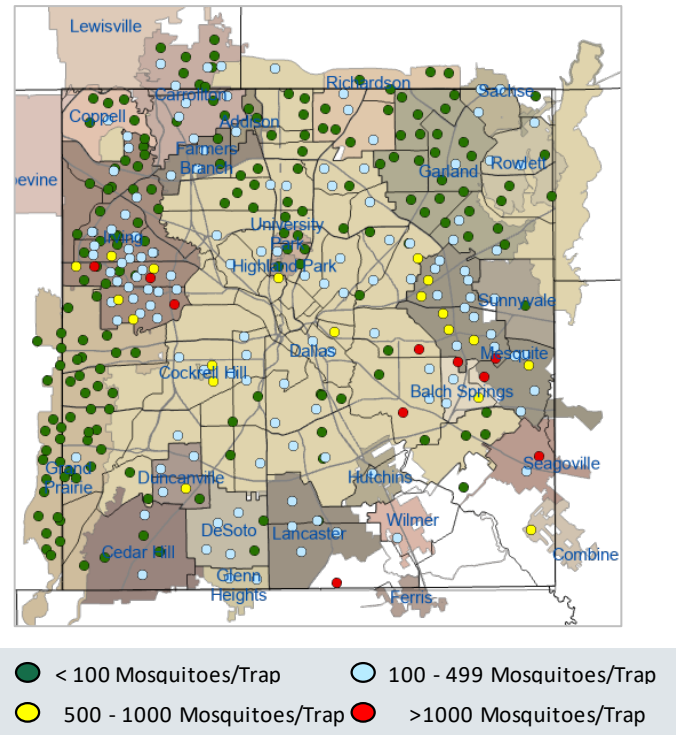 Lewisville
Richardson
Carrollton
Sachse
Coppell
Addison
Farmers
Branch
Garland
Rowlett
evine
University
Park
Irving
Highland Park
Sunnyvale
Dallas
Mesquite
Cockrell Hill
Balch Springs
Grand
Prairie
Duncanville
Hutchins
Seagoville
Wilmer
DeSoto
Lancaster
Cedar Hill
Combine
Glenn
Heights
Ferris
< 100 Mosquitoes/Trap
100 - 499 Mosquitoes/Trap
500 - 1000 Mosquitoes/Trap
>1000 Mosquitoes/Trap